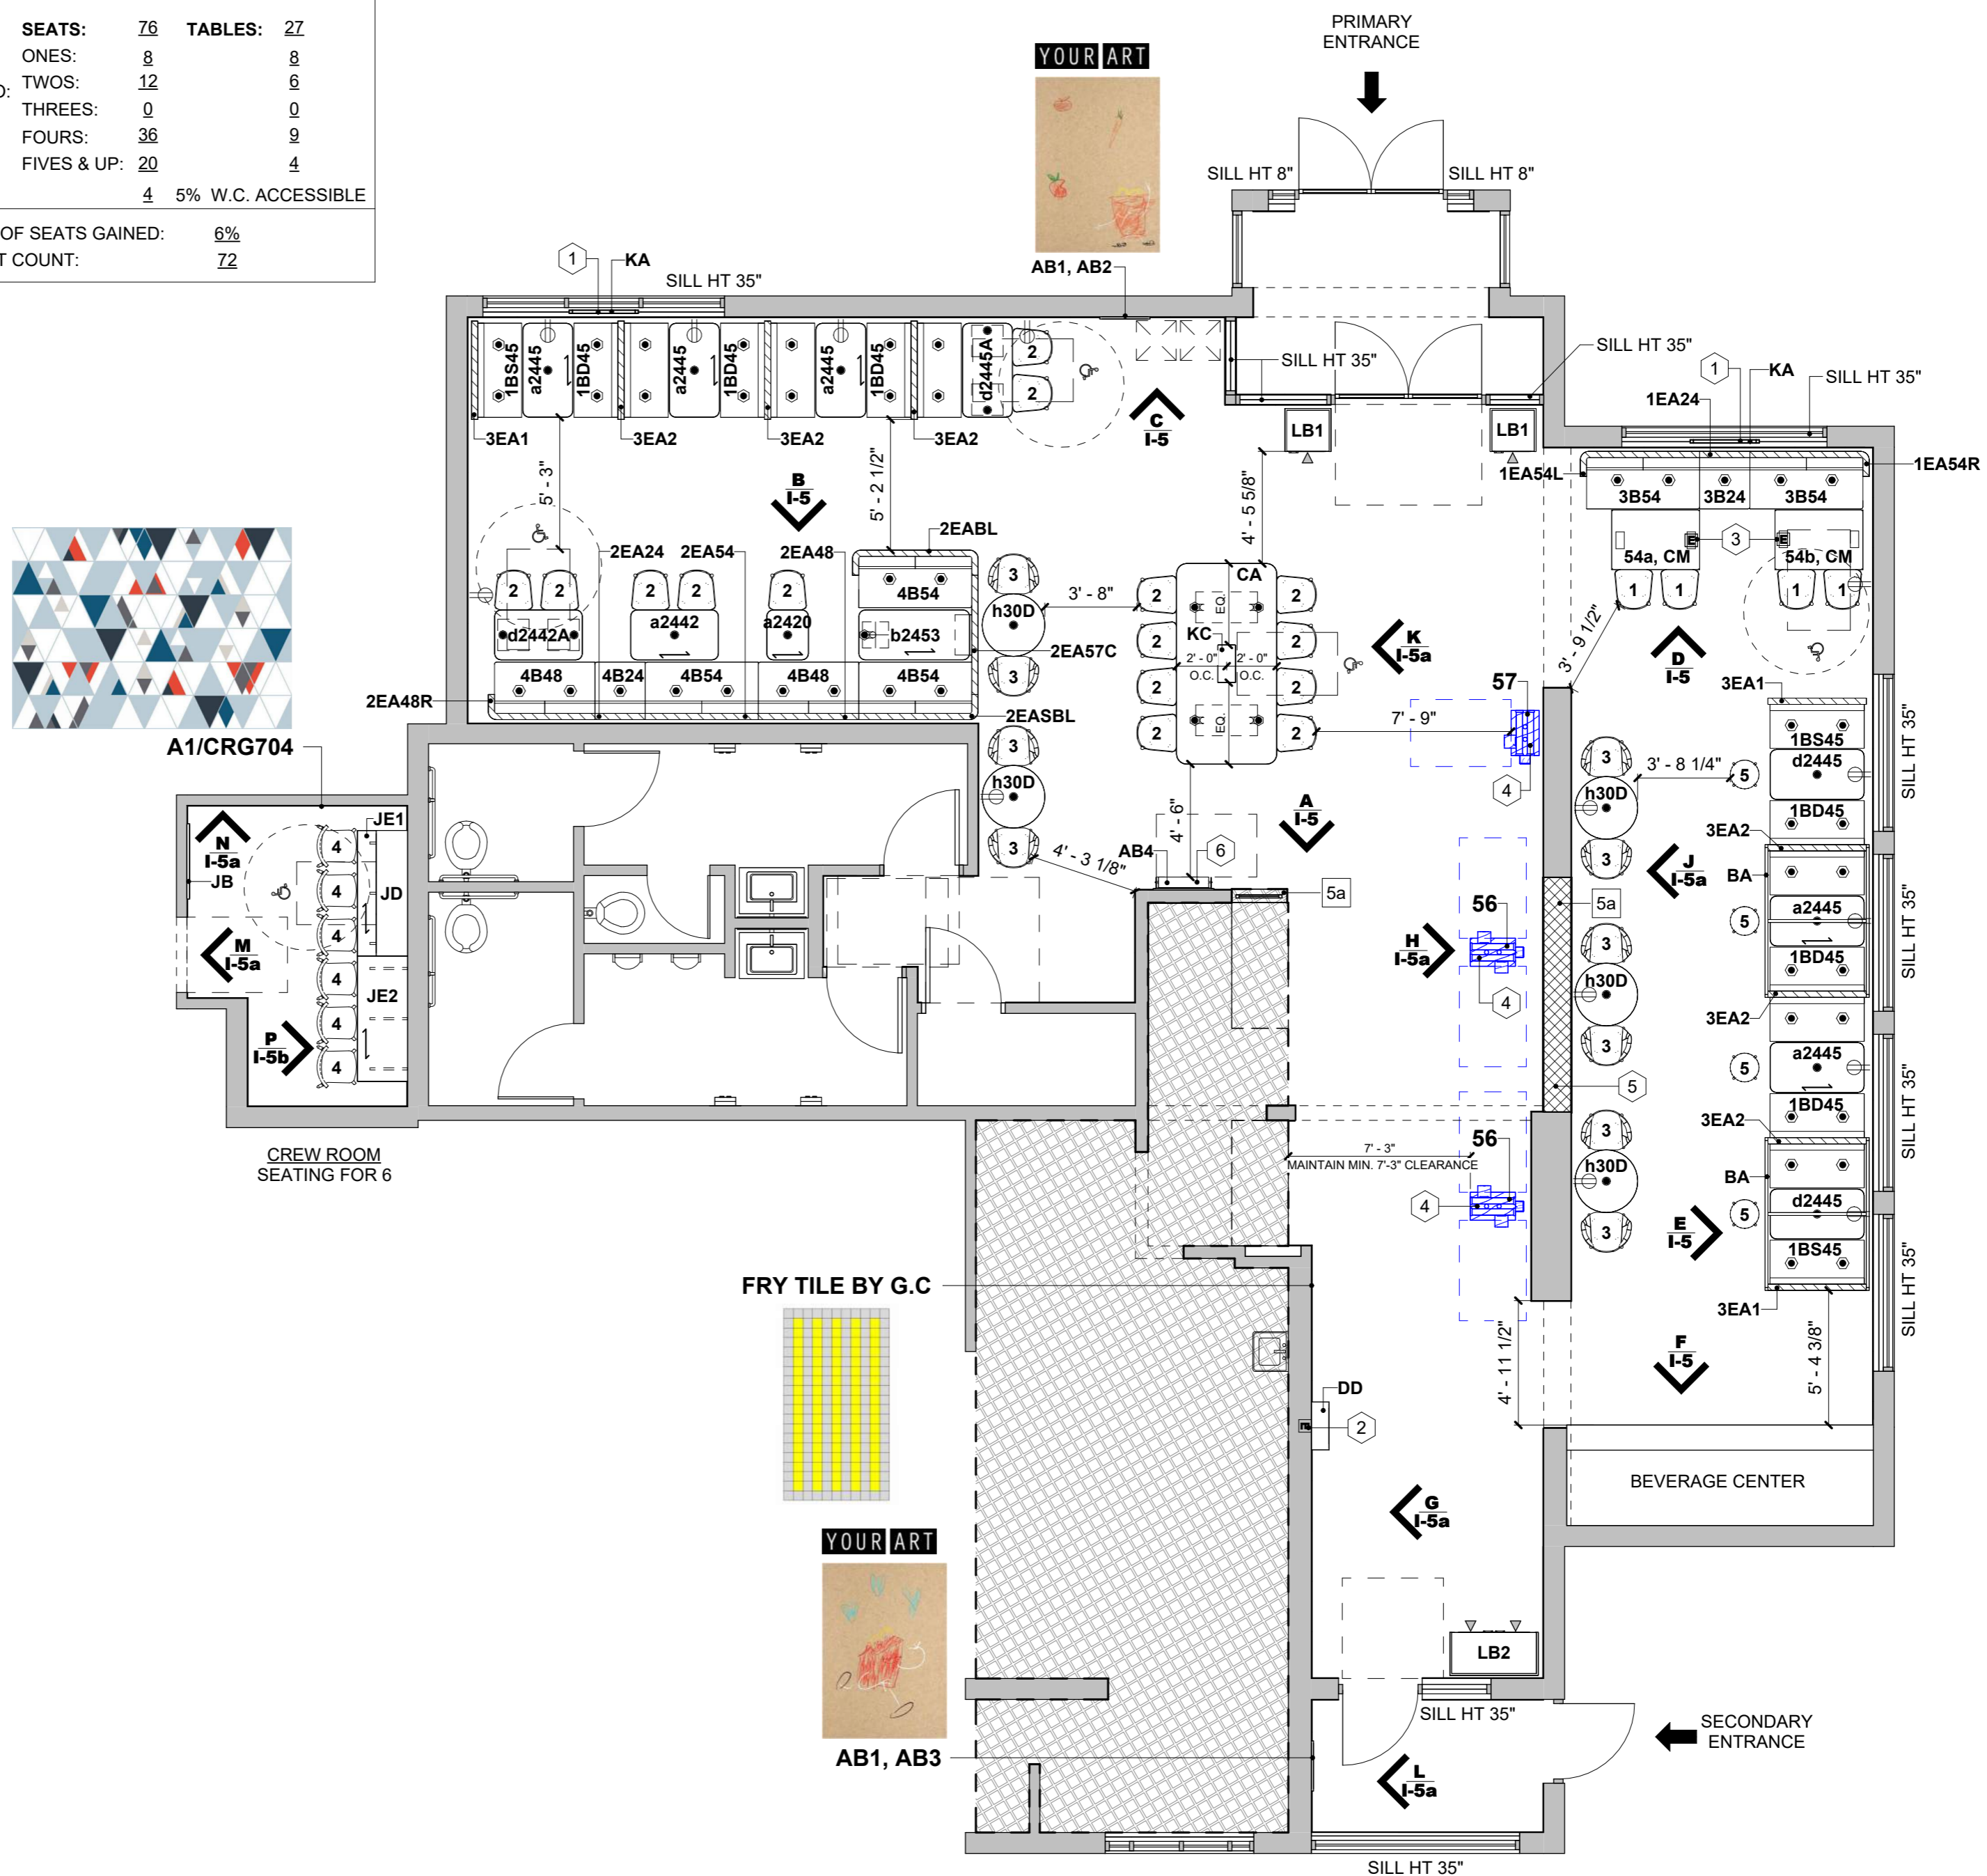 SEATS: 76 TABLES: 27
ONES: 8 8
TWOS: 12 6
THREES: 0 0
FOURS: 36 9
FIVES & UP: 20 4
4 5% W.C. ACCESSIBLE
OF SEATS GAINED: 6%
COUNT: 72
PRIMARY
ENTRANCE
YOUR ART
AB1, AB2
SILL HT 8"
SILL HT 8"
1
KA
SILL HT 35"
1BS45
a2445
1BD45
a2445
1BD45
a2445
1BD45
d2445A
2
2
3EA1
3EA2
3EA2
3EA2
C
I-5
SILL HT 35"
SILL HT 35"
1
KA
SILL HT 35"
1EA24
LB1
LB1
1EA54L
1EA54R
3B54
3B24
3B54
54a, CM
3
54b, CM
E
E
1
1
1
1
5' - 3"
B
I-5
5' - 2 1/2"
4' - 5 5/8"
2EABL
2EA24
2EA54
2EA48
2
2
2
2
2
4B54
d2442A
a2442
a2420
b2453
4B48
4B24
4B54
4B48
4B54
2EA48R
2EA57C
2EASBL
3
h30D
3
3' - 8"
3
h30D
3
4' - 3 1/8"
CA
KC
EQ.
EQ.
2' - 0"
2' - 0"
O.C.
O.C.
2
2
2
2
2
2
2
2
K
I-5a
4' - 6"
7' - 9"
57
4
3' - 9 1/2"
D
I-5
A
I-5
AB4
6
5a
56
4
H
I-5a
5a
5
56
4
7' - 3"
MAINTAIN MIN. 7'-3" CLEARANCE
3
h30D
3
3
h30D
3
3
h30D
3
3' - 8 1/4"
5
5
5
5
J
I-5a
3EA1
1BS45
d2445
1BD45
3EA2
BA
a2445
1BD45
3EA2
a2445
1BD45
3EA2
BA
d2445
1BS45
3EA1
SILL HT 35"
SILL HT 35"
SILL HT 35"
SILL HT 35"
E
I-5
F
I-5
4' - 11 1/2"
5' - 4 3/8"
BEVERAGE CENTER
A1/CRG704
N
I-5a
JB
M
I-5a
P
I-5b
JE1
JD
JE2
4
4
4
4
4
4
CREW ROOM
SEATING FOR 6
FRY TILE BY G.C
DD
E
2
G
I-5a
YOUR ART
AB1, AB3
LB2
SILL HT 35"
SECONDARY
ENTRANCE
L
I-5a
SILL HT 35"